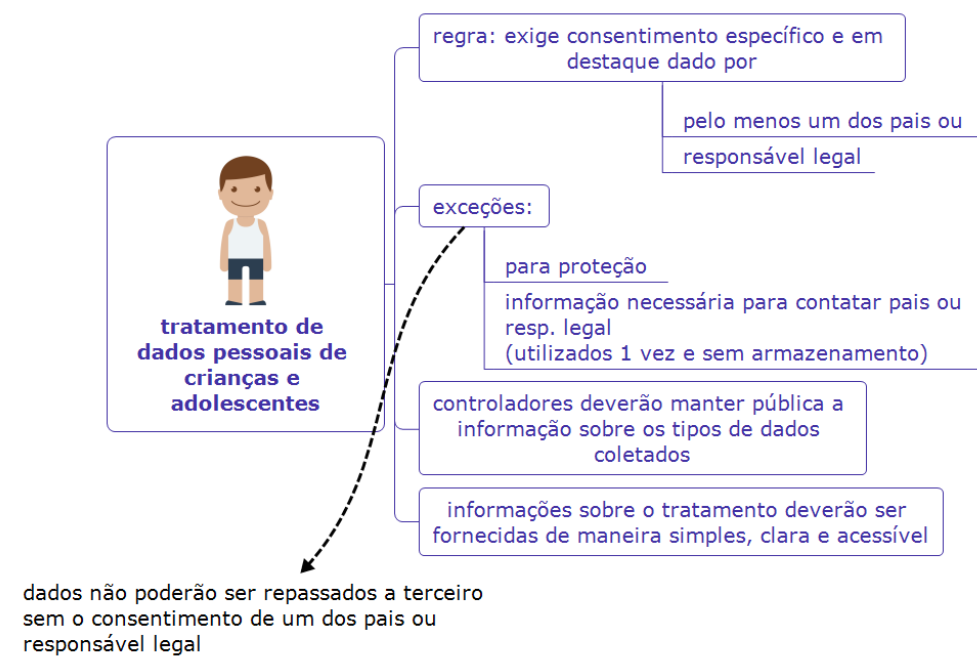 regra: exige consentimento específico e em
destaque dado por
pelo menos um dos pais ou
responsável legal
tratamento de
dados pessoais de
crianças e
adolescentes
exceções:
para proteção
informação necessária para contatar pais ou
resp. legal
(utilizados 1 vez e sem armazenamento)
controladores deverão manter pública a
informação sobre os tipos de dados
coletados
informações sobre o tratamento deverão ser
fornecidas de maneira simples, clara e acessível
dados não poderão ser repassados a terceiro
sem o consentimento de um dos pais ou
responsável legal